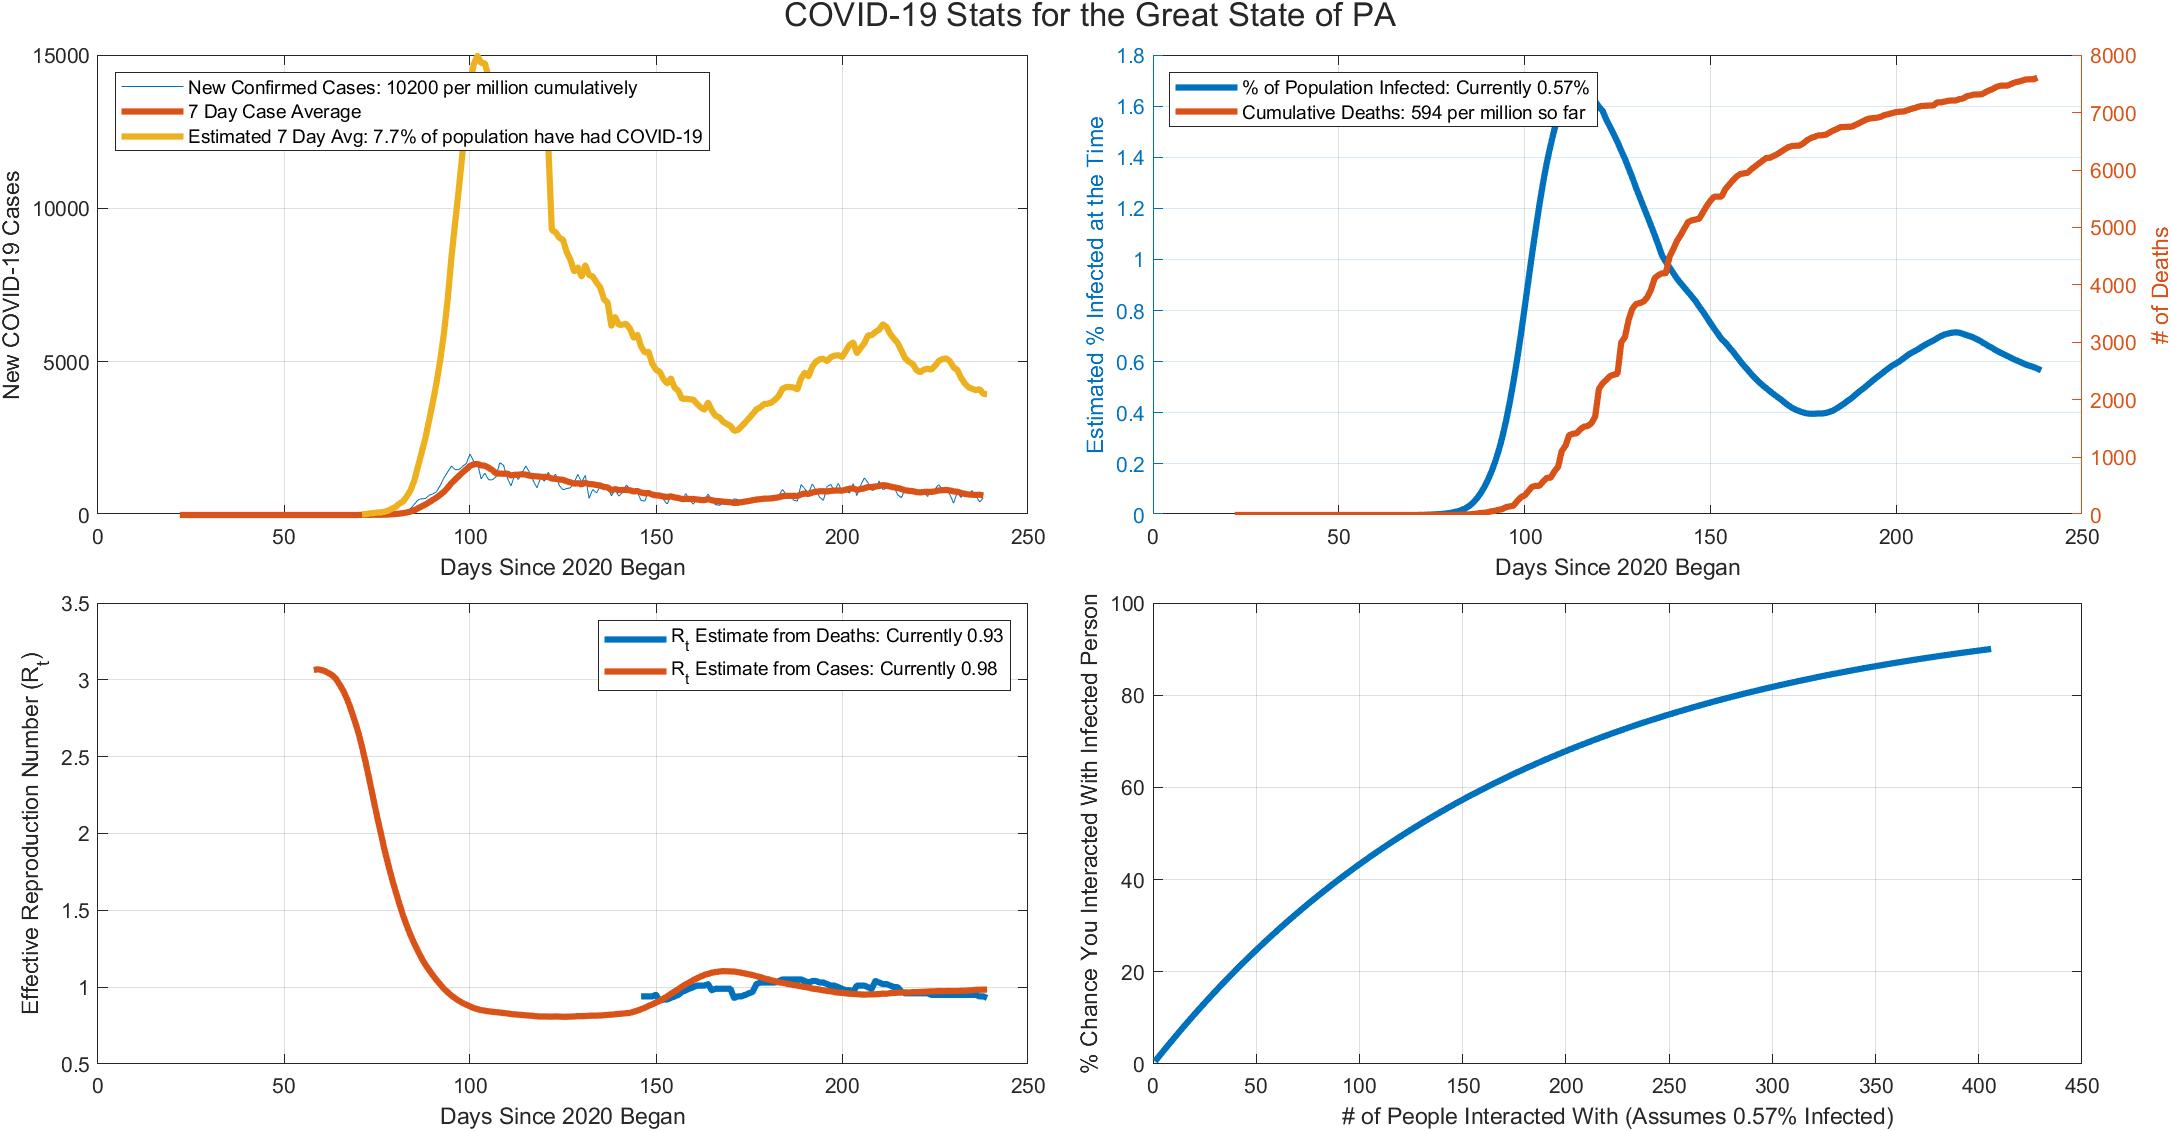 COVID-19 Stats for the Great State of PA
New COVID-19 Cases
15000
10000
5000
0
New Confirmed Cases: 10200 per million cumulatively
7 Day Case Average
Estimated 7 Day Avg: 7.7% of population have had COVID-19
0 50 100 150 200 250
Days Since 2020 Began
Estimated % Infected at the Time
1.8
1.6
1.4
1.2
1
0.8
0.6
0.4
0.2
0
% of Population Infected: Currently 0.57%
Cumulative Deaths: 594 per million so far
8000
7000
6000
5000
4000
3000
2000
1000
0
# of Deaths
0 50 100 150 200 250
Days Since 2020 Began
Effective Reproduction Number (Rt)
3.5
3
2.5
2
1.5
1
0.5
Rt Estimate from Deaths: Currently 0.93
Rt Estimate from Cases: Currently 0.98
0 50 100 150 200 250
Days Since 2020 Began
% Chance You Interacted With Infected Person
100
80
60
40
20
0
0 50 100 150 200 250 300 350 400 450
# of People Interacted With (Assumes 0.57% Infected)